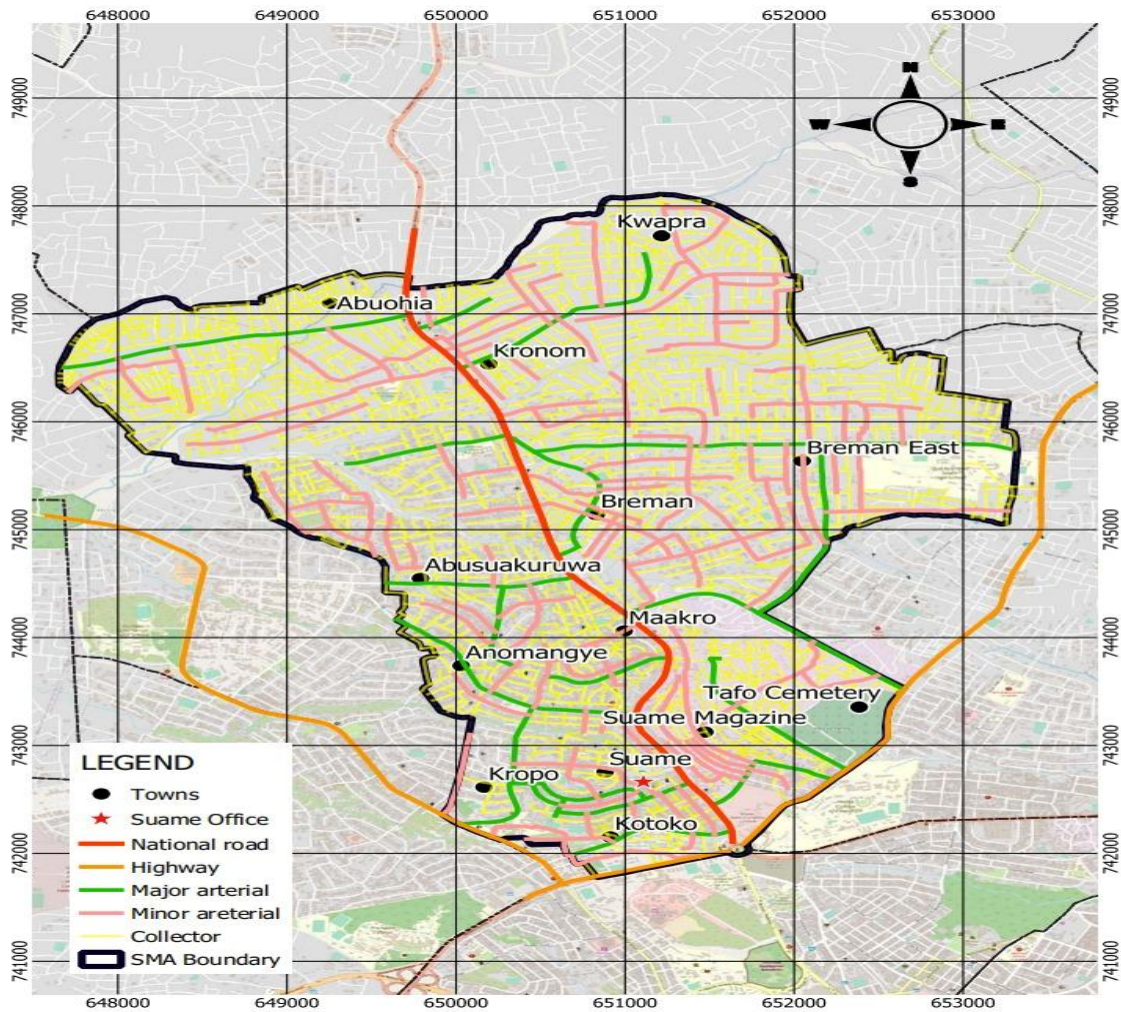 648000 649000 650000 651000 652000 653000
749000 749000
N
W E
S
748000 748000
Kwapra
747000 747000
Abuohia
Kronom
746000 746000
Breman East
Breman
745000 745000
Abusuakuruwa
Maakro
744000 744000
Anomangye
Tafo Cemetery
Suame Magazine
743000 743000
Suame
Kropo
Kotoko
742000 742000
741000 741000
LEGEND
Towns
Suame Office
National road
Highway
Major arterial
Minor areterial
Collector
SMA Boundary
648000 649000 650000 651000 652000 653000